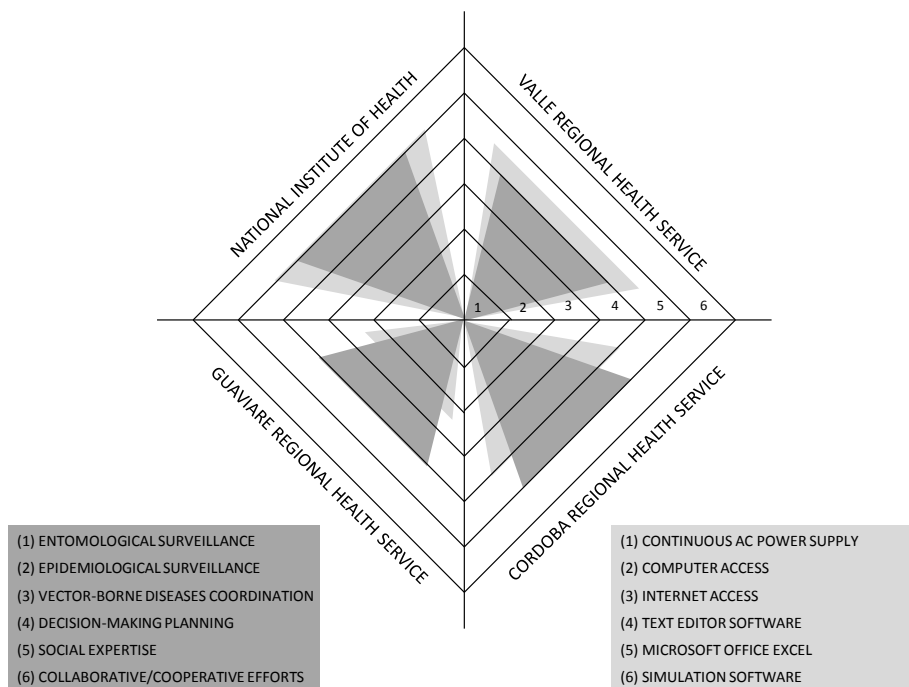 NATIONAL INSTITUTE OF HEALTH
VALLE REGIONAL HEALTH SERVICE
1 2 3 4 5 6
GUAVIARE REGIONAL HEALTH SERVICE
CORDOBA REGIONAL HEALTH SERVICE
(1) ENTOMOLOGICAL SURVEILLANCE
(2) EPIDEMIOLOGICAL SURVEILLANCE
(3) VECTOR-BORNE DISEASES COORDINATION
(4) DECISION-MAKING PLANNING
(5) SOCIAL EXPERTISE
(6) COLLABORATIVE/COOPERATIVE EFFORTS
(1) CONTINUOUS AC POWER SUPPLY
(2) COMPUTER ACCESS
(3) INTERNET ACCESS
(4) TEXT EDITOR SOFTWARE
(5) MICROSOFT OFFICE EXCEL
(6) SIMULATION SOFTWARE